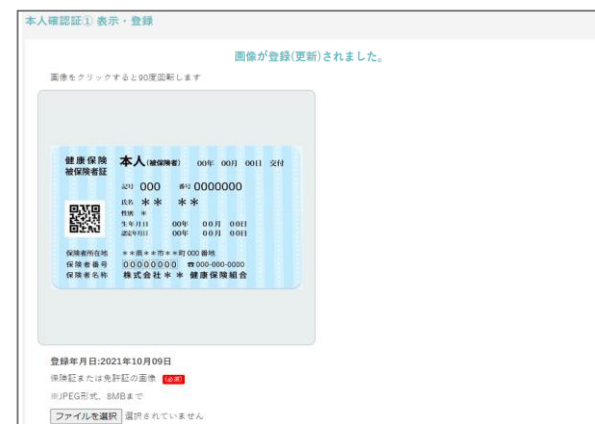 本人確認証① 表示・登録
画像が登録(更新)されました。
画像をクリックすると90度回転します
健康保険 本人(被保険者) 00年 00月 00日 交付
被保険者証
記号 000 番号 0000000
氏名 ** **
性別 *
生年月日 00年 00月 00日
認定年月日 00年 00月 00日
保険者所在地 **県**市**町000番地
保険者番号 00000000 ☎000-000-0000
保険者名称 株式会社** 健康保険組合
登録年月日:2021年10月09日
保険証または免許証の画像 (必須)
※JPEG形式、8MBまで
ファイルを選択 選択されていません